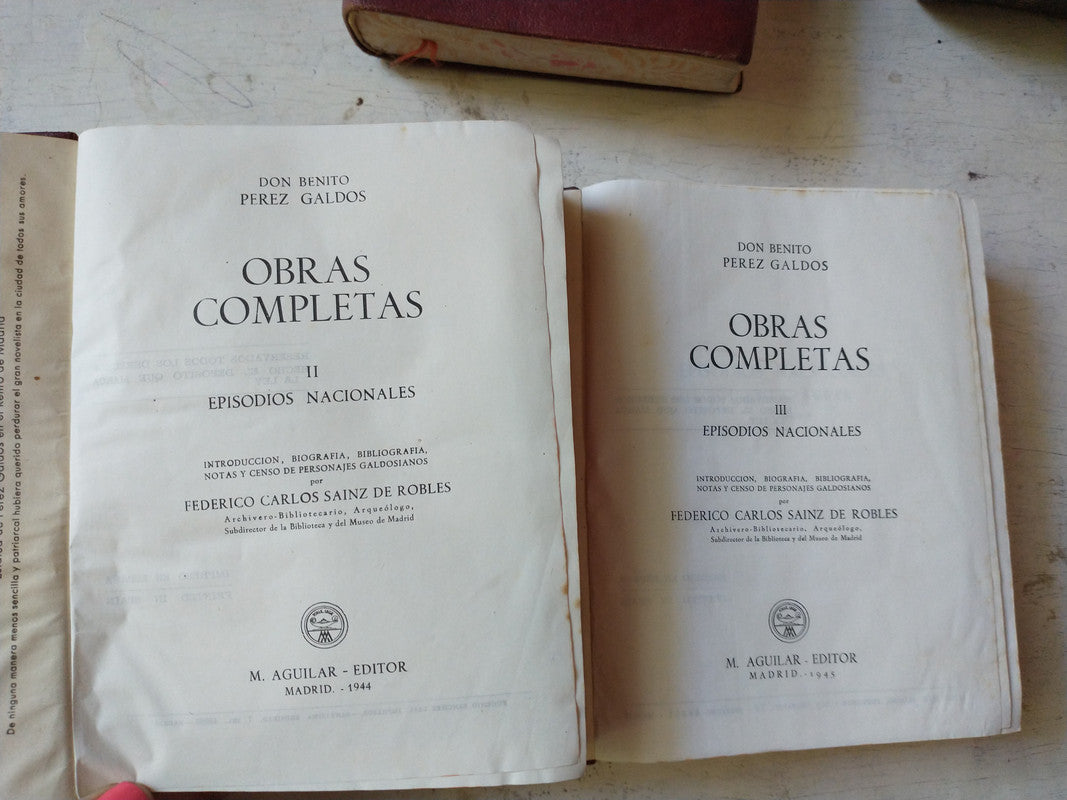 De ninguna manera menos sencilla y patriarcal hubiera querido perdurar el gran novelista en la ciudad de todos sus amores.
DON BENITO
PEREZ GALDOS
OBRAS
COMPLETAS
II
EPISODIOS NACIONALES
INTRODUCCION, BIOGRAFIA, BIBLIOGRAFIA,
NOTAS Y CENSO DE PERSONAJES GALDOSIANOS
por
FEDERICO CARLOS SAINZ DE ROBLES
Archivero-Bibliotecario, Arqueólogo,
Subdirector de la Biblioteca y del Museo de Madrid
M. AGUILAR - EDITOR
MADRID. - 1944
DON BENITO
PEREZ GALDOS
OBRAS
COMPLETAS
III
EPISODIOS NACIONALES
INTRODUCCION, BIOGRAFIA, BIBLIOGRAFIA,
NOTAS Y CENSO DE PERSONAJES GALDOSIANOS
por
FEDERICO CARLOS SAINZ DE ROBLES
Archivero-Bibliotecario, Arqueólogo,
Subdirector de la Biblioteca y del Museo de Madrid
M. AGUILAR - EDITOR
MADRID. - 1945